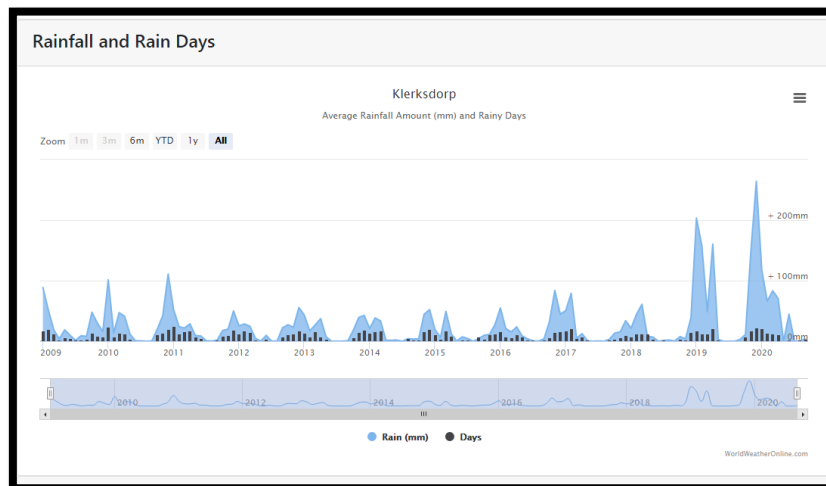 Rainfall and Rain Days
Klerksdorp
Average Rainfall Amount (mm) and Rainy Days
Zoom 1m 3m 6m YTD 1y All
+ 200mm
+ 100mm
0mm
2009 2010 2011 2012 2013 2014 2015 2016 2017 2018 2019 2020
2010 2012 2014 2016 2018 2020
Rain (mm) Days
WorldWeatherOnline.com